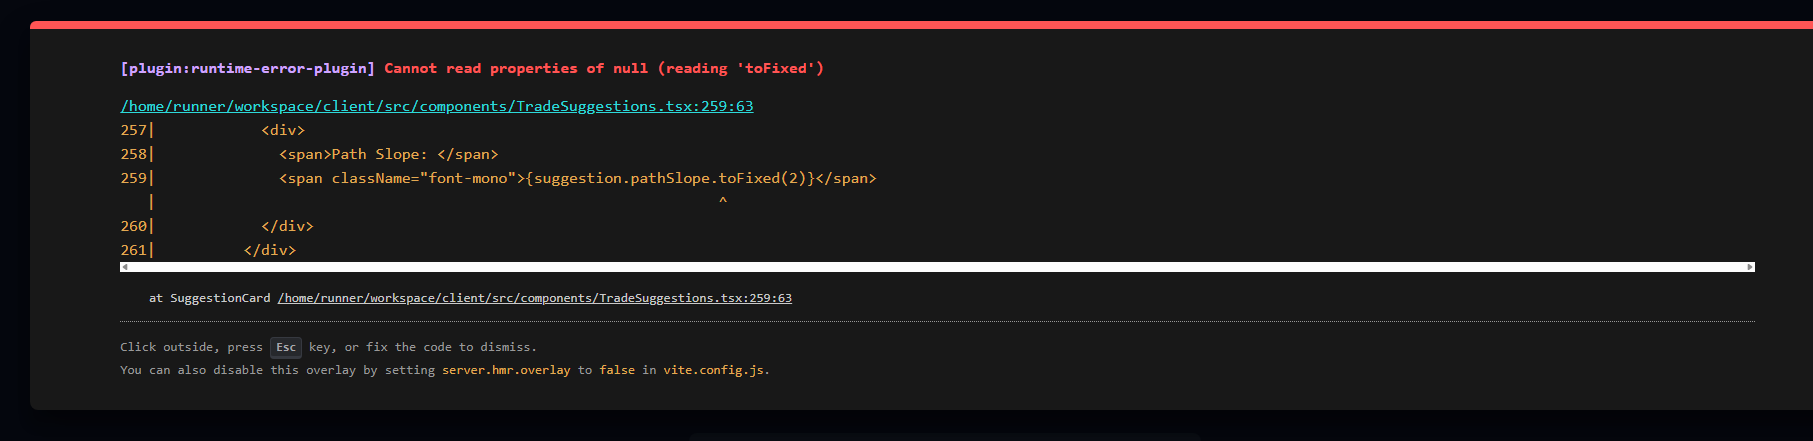 [plugin:runtime-error-plugin] Cannot read properties of null (reading 'toFixed')
/home/runner/workspace/client/src/components/TradeSuggestions.tsx:259:63
257|            <div>
258|              <span>Path Slope: </span>
259|              <span className="font-mono">{suggestion.pathSlope.toFixed(2)}</span>
   |                                                               ^
260|            </div>
261|          </div>
at SuggestionCard /home/runner/workspace/client/src/components/TradeSuggestions.tsx:259:63
Click outside, press Esc key, or fix the code to dismiss.
You can also disable this overlay by setting server.hmr.overlay to false in vite.config.js.